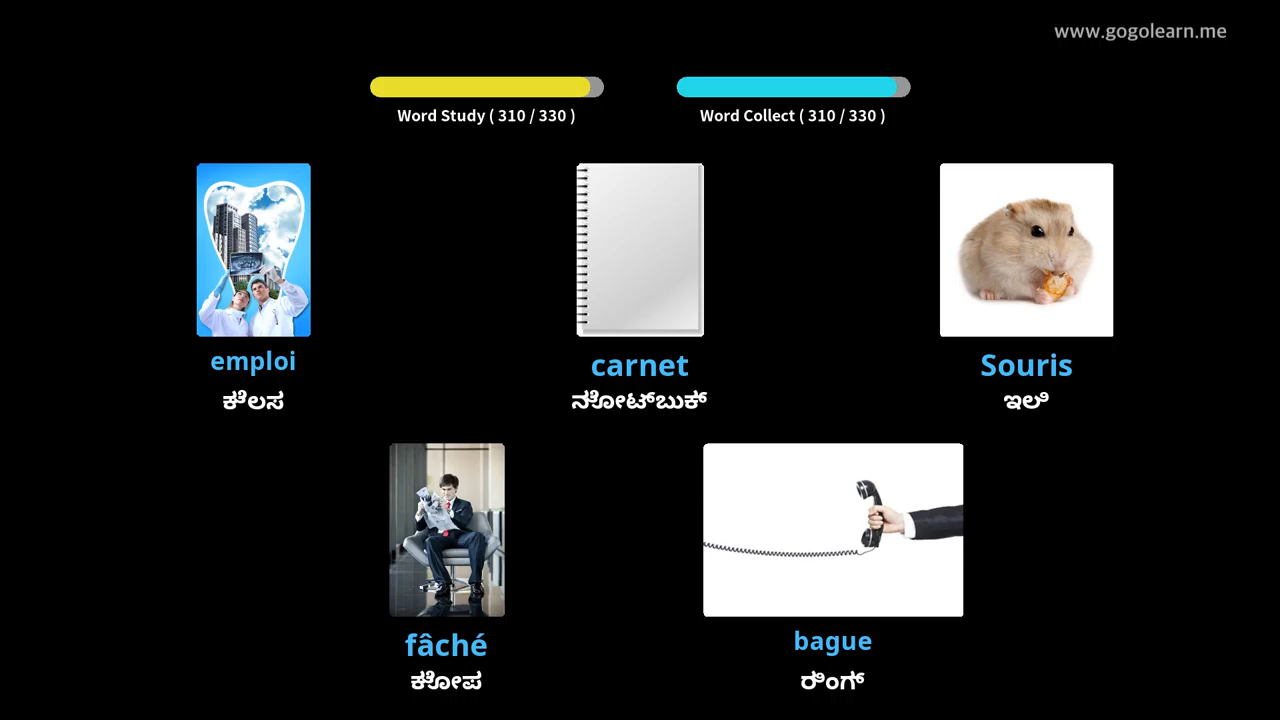 www.gogolearn.me
Word Study ( 310 / 330 )
Word Collect ( 310 / 330 )
emploi
carnet
Souris
ಕೆಲಸ
ನೋಟ್‌ಬುಕ್
ಇಲಿ
fâché
bague
ಕೋಪ
ರಿಂಗ್